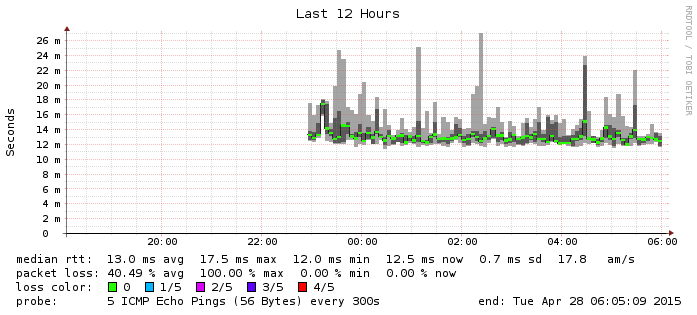 Last 12 Hours
RRDTOOL / TOBI OETIKER
Seconds
26 m
24 m
22 m
20 m
18 m
16 m
14 m
12 m
10 m
8 m
6 m
4 m
2 m
0
20:00 22:00 00:00 02:00 04:00 06:00
median rtt: 13.0 ms avg 17.5 ms max 12.0 ms min 12.5 ms now 0.7 ms sd 17.8 am/s
packet loss: 40.49 % avg 100.00 % max 0.00 % min 0.00 % now
loss color: 0 1/5 2/5 3/5 4/5
probe: 5 ICMP Echo Pings (56 Bytes) every 300s end: Tue Apr 28 06:05:09 2015